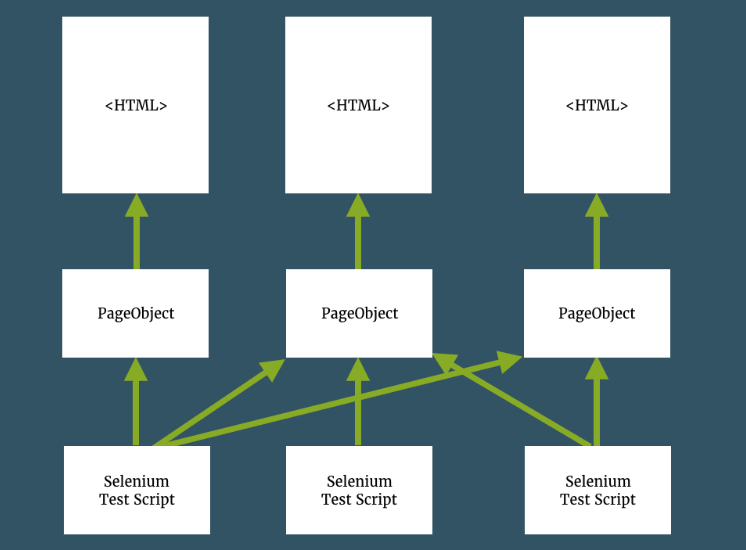 <HTML>
<HTML>
<HTML>
PageObject
PageObject
PageObject
Selenium
Test Script
Selenium
Test Script
Selenium
Test Script